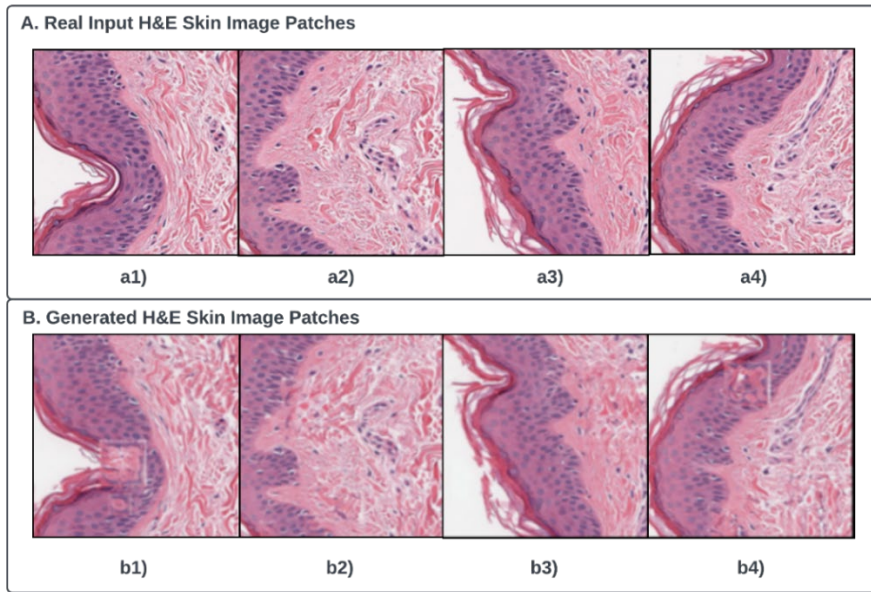 A. Real Input H&E Skin Image Patches
a1) a2) a3) a4)
B. Generated H&E Skin Image Patches
b1) b2) b3) b4)